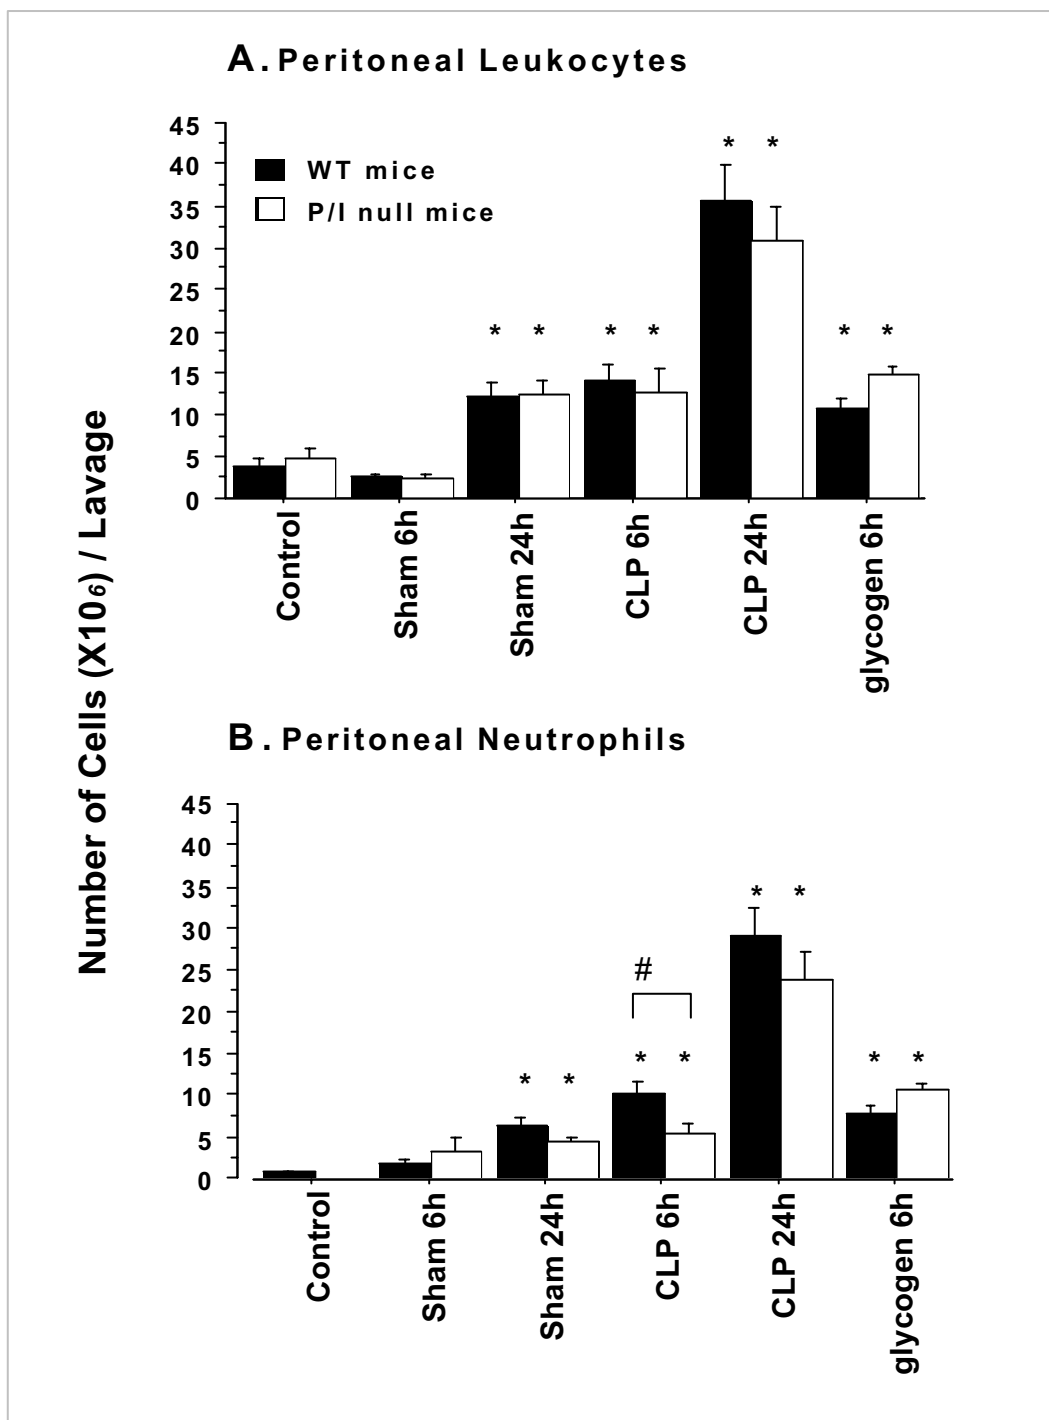 A. Peritoneal Leukocytes
45
40
35
30
25
20
15
10
5
0
WT mice
P/I null mice
* *
* * * * * *
Control
Sham 6h
Sham 24h
CLP 6h
CLP 24h
glycogen 6h
Number of Cells (X106) / Lavage
B. Peritoneal Neutrophils
45
40
35
30
25
20
15
10
5
0
* *
#
* * * *
* *
Control
Sham 6h
Sham 24h
CLP 6h
CLP 24h
glycogen 6h